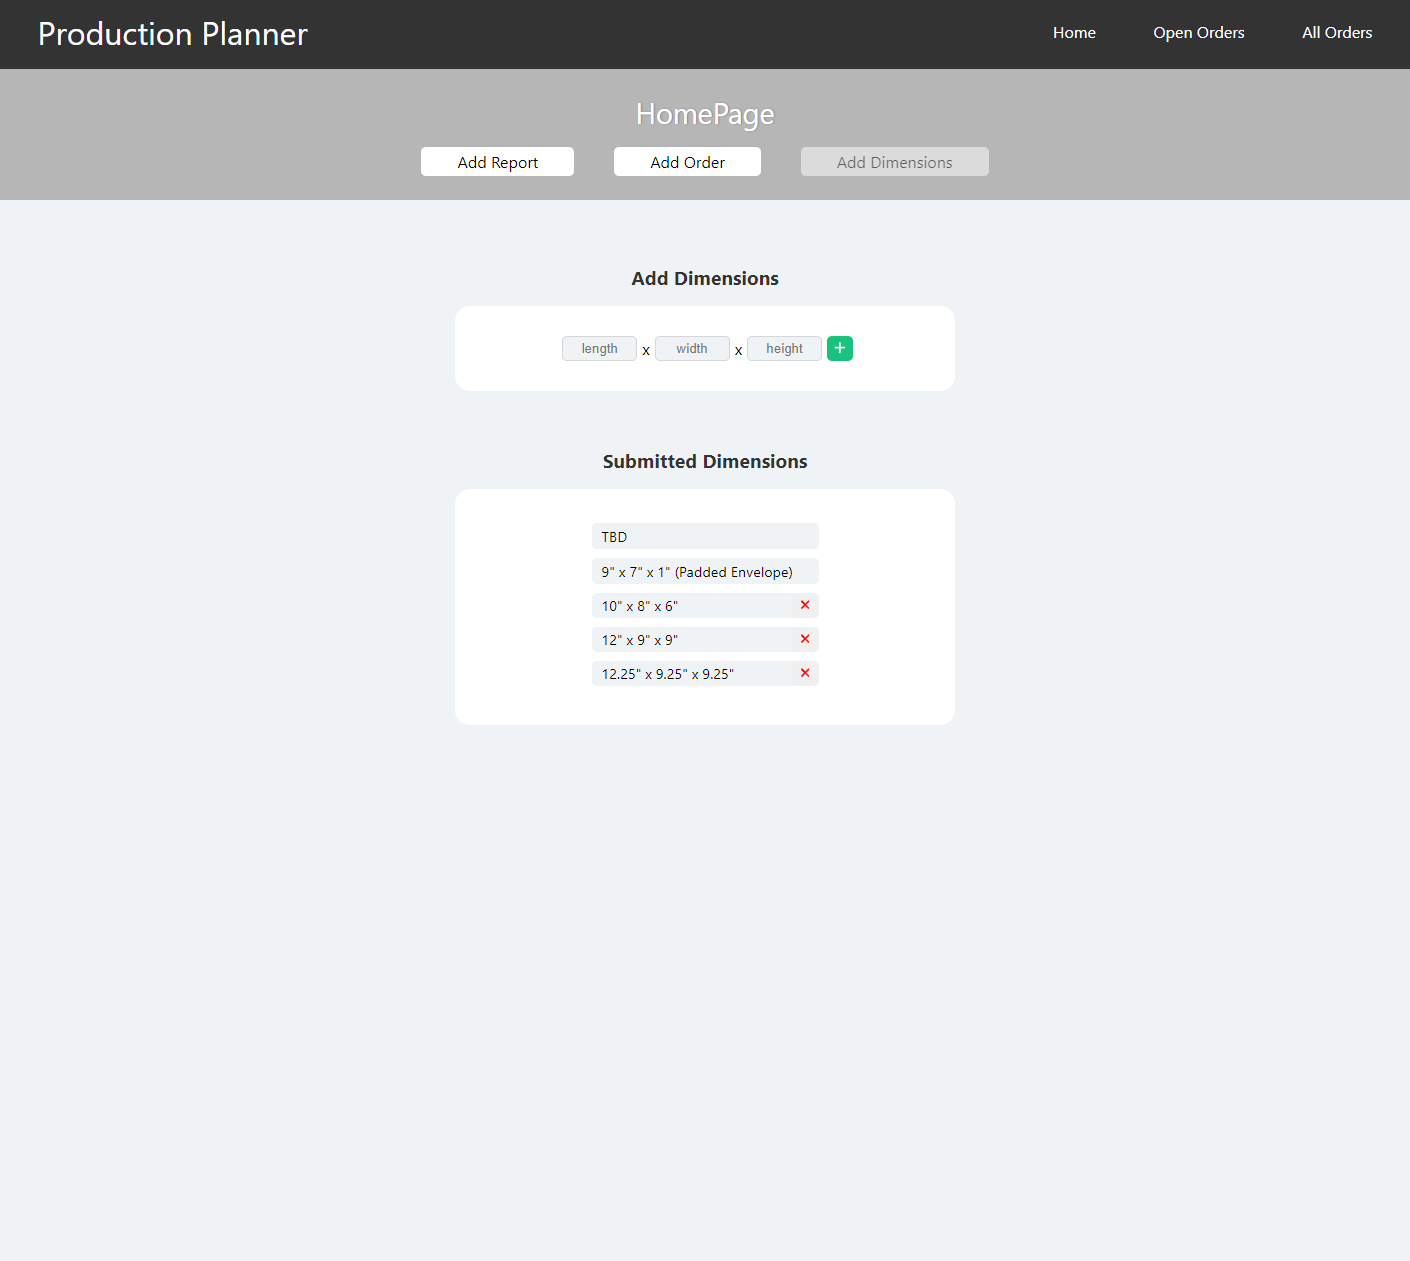 Production Planner
Home Open Orders All Orders
HomePage
Add Report Add Order Add Dimensions
Add Dimensions
length x width x height +
Submitted Dimensions
TBD
9" x 7" x 1" (Padded Envelope)
10" x 8" x 6"
12" x 9" x 9"
12.25" x 9.25" x 9.25"